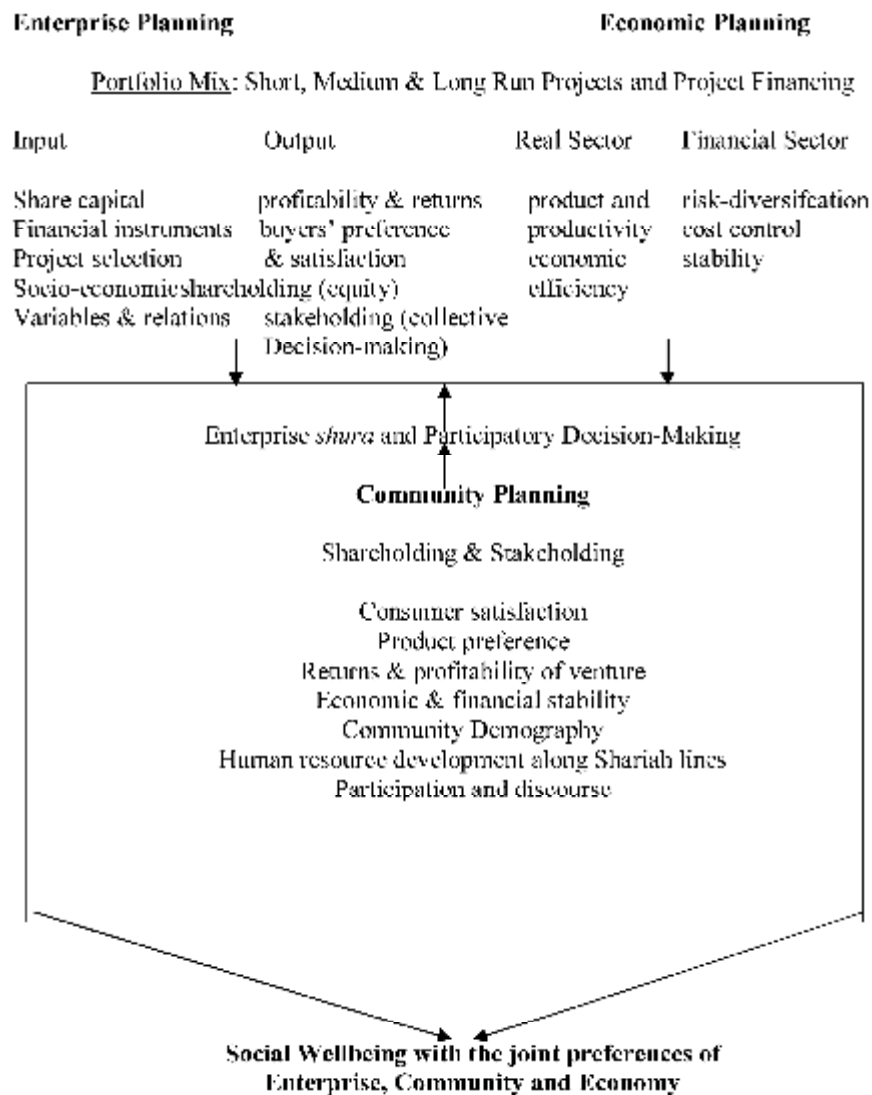 Enterprise Planning Economic Planning
Portfolio Mix: Short, Medium & Long Run Projects and Project Financing
Input Output Real Sector Financial Sector
Share capital profitability & returns product and risk-diversifcation
Financial instruments buyers' preference productivity cost control
Project selection & satisfaction economic stability
Socio-economicshareholding (equity) efficiency
Variables & relations stakeholding (collective
Decision-making)
Enterprise shura and Participatory Decision-Making
Community Planning
Shareholding & Stakeholding
Consumer satisfaction
Product preference
Returns & profitability of venture
Economic & financial stability
Community Demography
Human resource development along Shariah lines
Participation and discourse
Social Wellbeing with the joint preferences of
Enterprise, Community and Economy